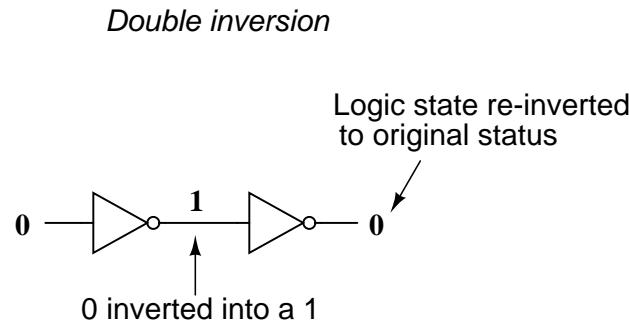 Double inversion
Logic state re-inverted
to original status
0
1
0
0 inverted into a 1